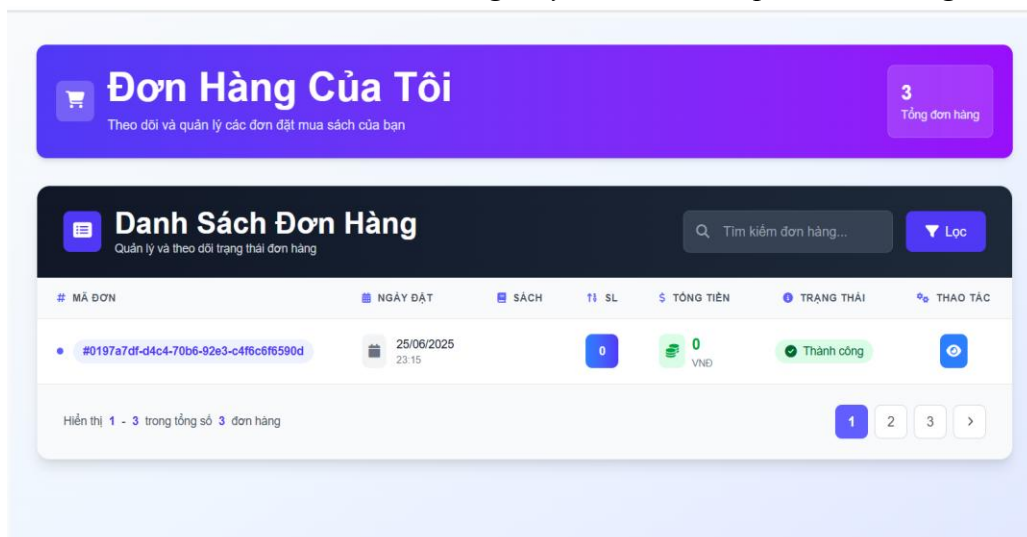 Đơn Hàng Của Tôi
Theo dõi và quản lý các đơn đặt mua sách của bạn
3
Tổng đơn hàng
Danh Sách Đơn Hàng
Quản lý và theo dõi trạng thái đơn hàng
Tìm kiếm đơn hàng...
Lọc
# MÃ ĐƠN NGÀY ĐẶT SÁCH SL $ TỔNG TIỀN TRẠNG THÁI THAO TÁC
#0197a7df-d4c4-70b6-92e3-c4f6c6f6590d 25/06/2025 0 0 Thành công
23:15 VNĐ
Hiển thị 1 - 3 trong tổng số 3 đơn hàng 1 2 3 >